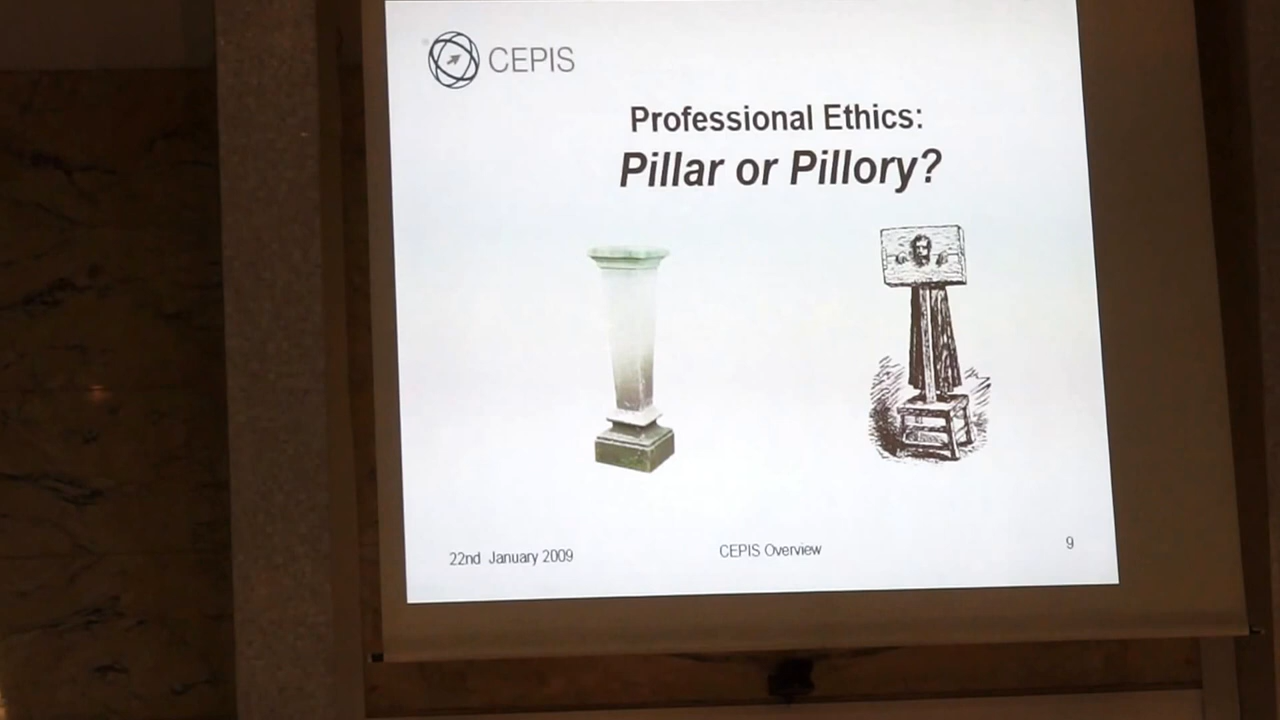 CEPIS
Professional Ethics:
Pillar or Pillory?
22nd January 2009
CEPIS Overview
9